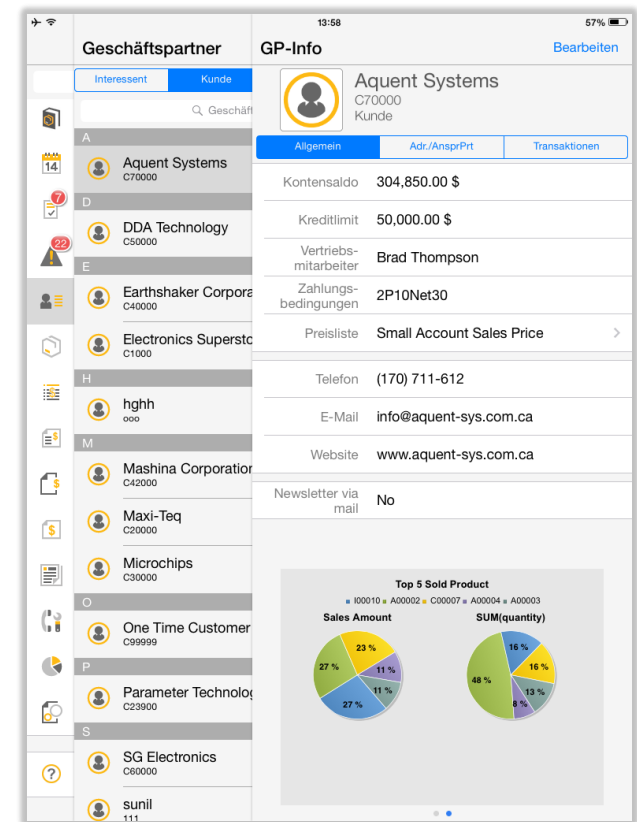 13:58
57%
Geschäftspartner
GP-Info
Bearbeiten
Interessent
Kunde
Geschäf
14
7
22
A
Aquent Systems
C70000
D
DDA Technology
C50000
E
Earthshaker Corpora
C40000
Electronics Supersto
C1000
H
hghh
ooo
M
Mashina Corporation
C42000
Maxi-Teq
C20000
Microchips
C30000
O
One Time Customer
C99999
P
Parameter Technolog
C23900
S
SG Electronics
C60000
sunil
111
?
Aquent Systems
C70000
Kunde
Allgemein
Adr./AnsprPrt
Transaktionen
Kontensaldo 304,850.00 $
Kreditlimit 50,000.00 $
Vertriebs-
mitarbeiter Brad Thompson
Zahlungs-
bedingungen 2P10Net30
Preisliste Small Account Sales Price
Telefon (170) 711-612
E-Mail info@aquent-sys.com.ca
Website www.aquent-sys.com.ca
Newsletter via
mail No
Top 5 Sold Product
I00010 A00002 C00007 A00004 A00003
Sales Amount
23 %
11 %
11 %
27 %
27 %
SUM(quantity)
16 %
16 %
13 %
8 %
48 %